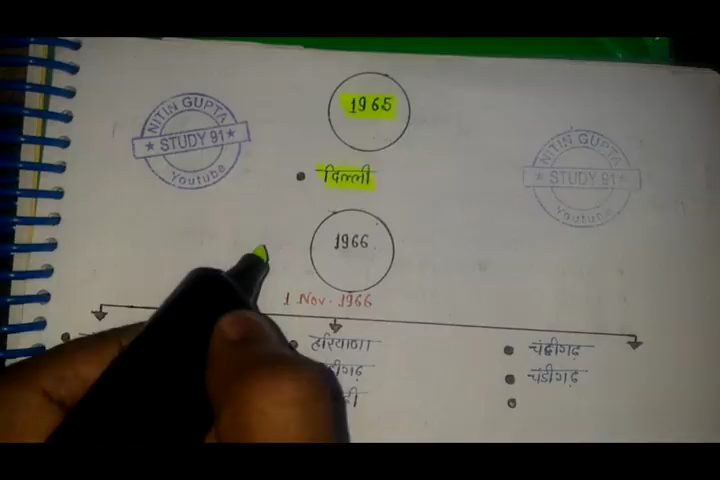 1965
NITIN GUPTA
★ STUDY 91 ★
Youtube
NITIN GUPTA
★ STUDY 91 ★
Youtube
दिल्ली
1966
1 Nov. 1966
हरियाणा
चंडीगढ़
चंडीगढ़